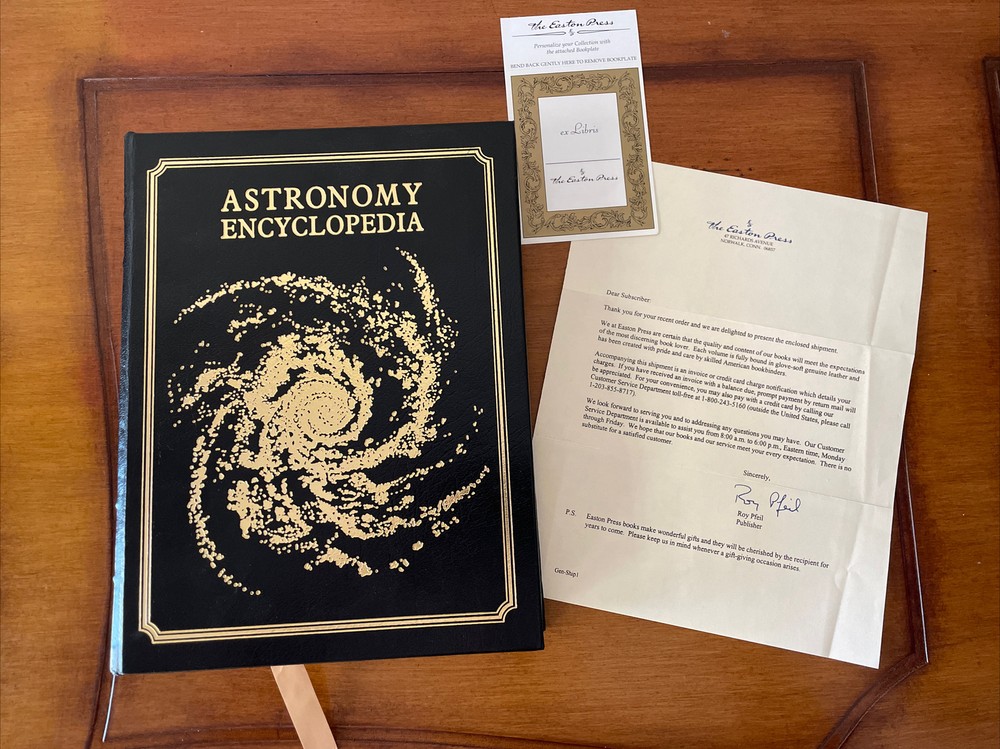 ASTRONOMY
ENCYCLOPEDIA
The Easton Press
Personalize your Collection with
the attached Bookplate
BEND BACK GENTLY HERE TO REMOVE BOOKPLATE
ex Libris
The Easton Press
The Easton Press
47 RICHARDS AVENUE
NORWALK, CONN. 06857
Dear Subscriber:
Thank you for your recent order and we are delighted to present the enclosed shipment.
We at Easton Press are certain that the quality and content of our books will meet the expectations
of the most discerning book lover. Each volume is fully bound in glove-soft genuine leather and
has been created with pride and care by skilled American bookbinders.
Accompanying this shipment is an invoice or credit card charge notification which details your
charges. If you have received an invoice with a balance due, prompt payment by return mail will
be appreciated. For your convenience, you may also pay with a credit card by calling our
Customer Service Department toll-free at 1-800-243-5160 (outside the United States, please call
1-203-855-8717).
We look forward to serving you and to addressing any questions you may have. Our Customer
Service Department is available to assist you from 8:00 a.m. to 6:00 p.m., Eastern time, Monday
through Friday. We hope that our books and our service meet your every expectation. There is no
substitute for a satisfied customer.
Sincerely,
Roy Pfeil
Roy Pfeil
Publisher
P.S. Easton Press books make wonderful gifts and they will be cherished by the recipient for
years to come. Please keep us in mind whenever a gift-giving occasion arises.
Gen-Ship1